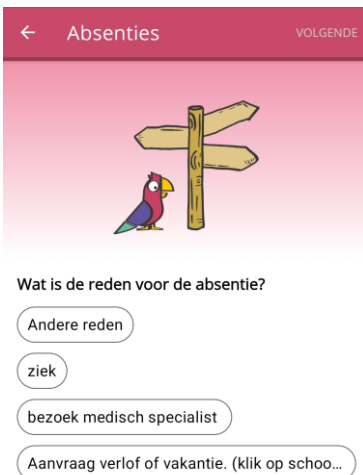 Absenties
VOLGENDE
Wat is de reden voor de absentie?
Andere reden
ziek
bezoek medisch specialist
Aanvraag verlof of vakantie. (klik op schoo...